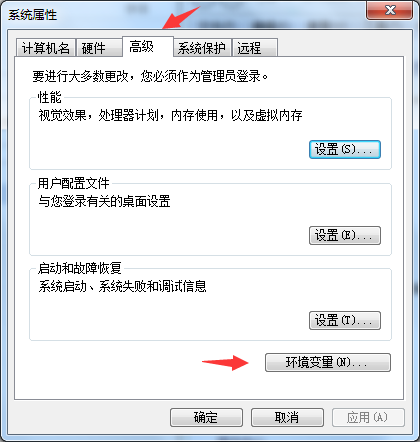 系统属性
计算机名 硬件 高级 系统保护 远程
要进行大多数更改，您必须作为管理员登录。
性能
视觉效果，处理器计划，内存使用，以及虚拟内存
设置(S)...
用户配置文件
与您登录有关的桌面设置
设置(E)...
启动和故障恢复
系统启动、系统失败和调试信息
设置(T)...
环境变量(N)...
确定 取消 应用(A)